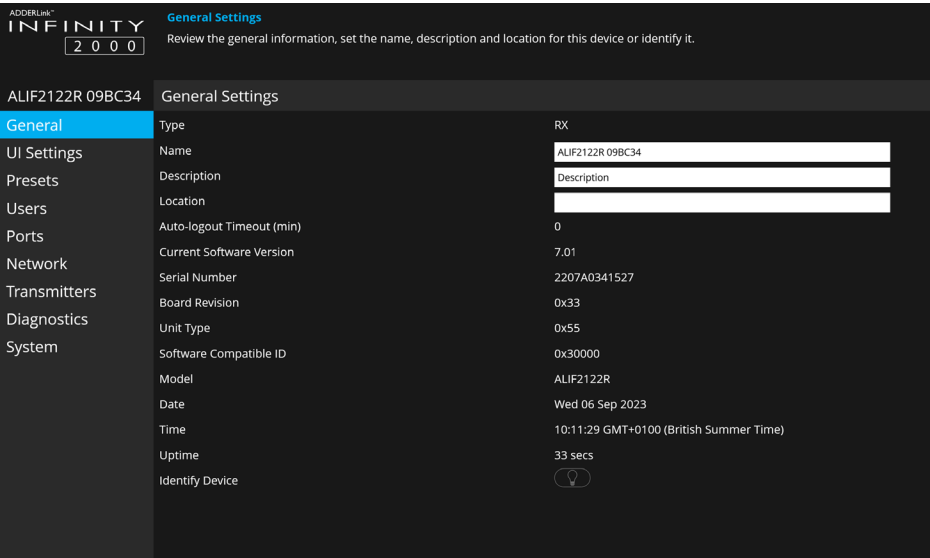 ADDERLink™
INFINITY
2000
General Settings
Review the general information, set the name, description and location for this device or identify it.
ALIF2122R 09BC34
General
UI Settings
Presets
Users
Ports
Network
Transmitters
Diagnostics
System
General Settings
Type RX
Name ALIF2122R 09BC34
Description Description
Location
Auto-logout Timeout (min) 0
Current Software Version 7.01
Serial Number 2207A0341527
Board Revision 0x33
Unit Type 0x55
Software Compatible ID 0x30000
Model ALIF2122R
Date Wed 06 Sep 2023
Time 10:11:29 GMT+0100 (British Summer Time)
Uptime 33 secs
Identify Device